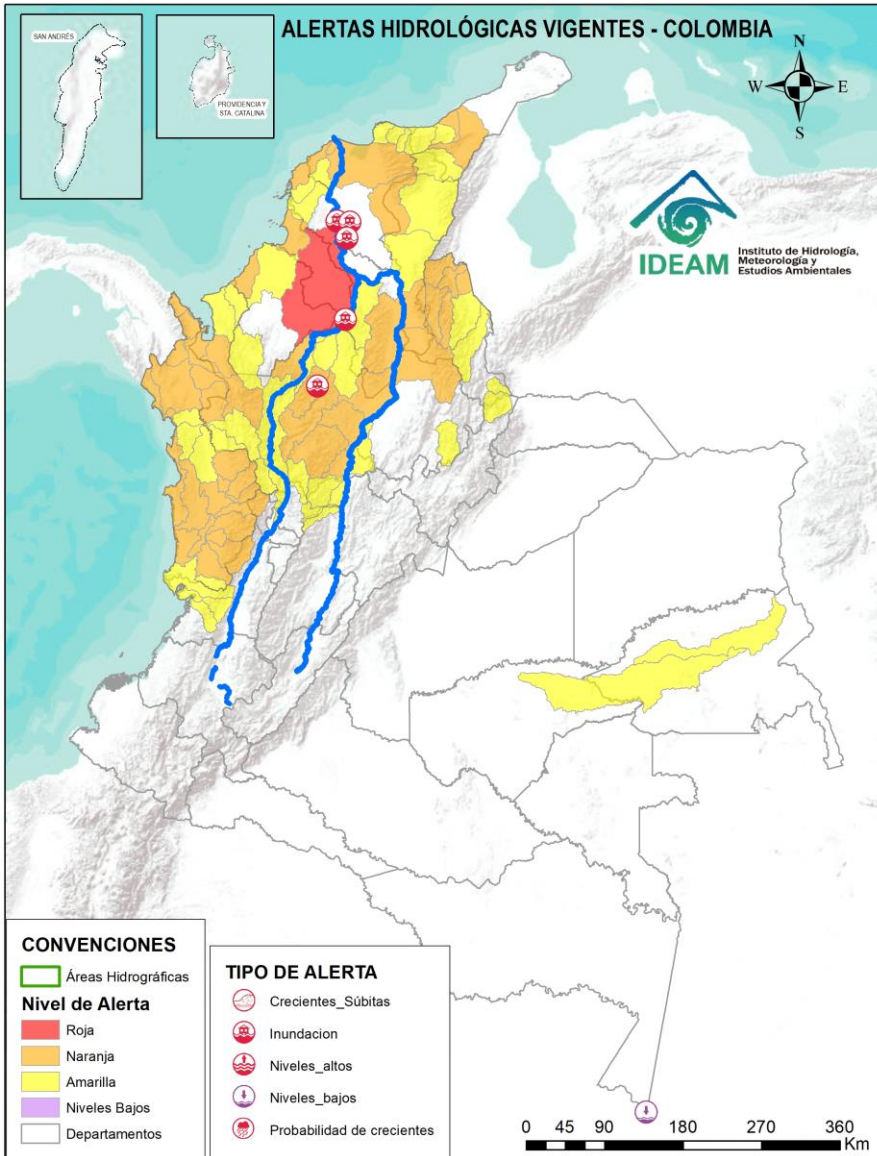 ALERTAS HIDROLÓGICAS VIGENTES - COLOMBIA
SAN ANDRÉS
PROVIDENCIA Y
STA. CATALINA
N
W
E
S
IDEAM
Instituto de Hidrología,
Meteorología y
Estudios Ambientales
CONVENCIONES
Áreas Hidrográficas
Nivel de Alerta
Roja
Naranja
Amarilla
Niveles Bajos
Departamentos
TIPO DE ALERTA
Crecientes_Súbitas
Inundacion
Niveles_altos
Niveles_bajos
Probabilidad de crecientes
0 45 90 180 270 360
Km